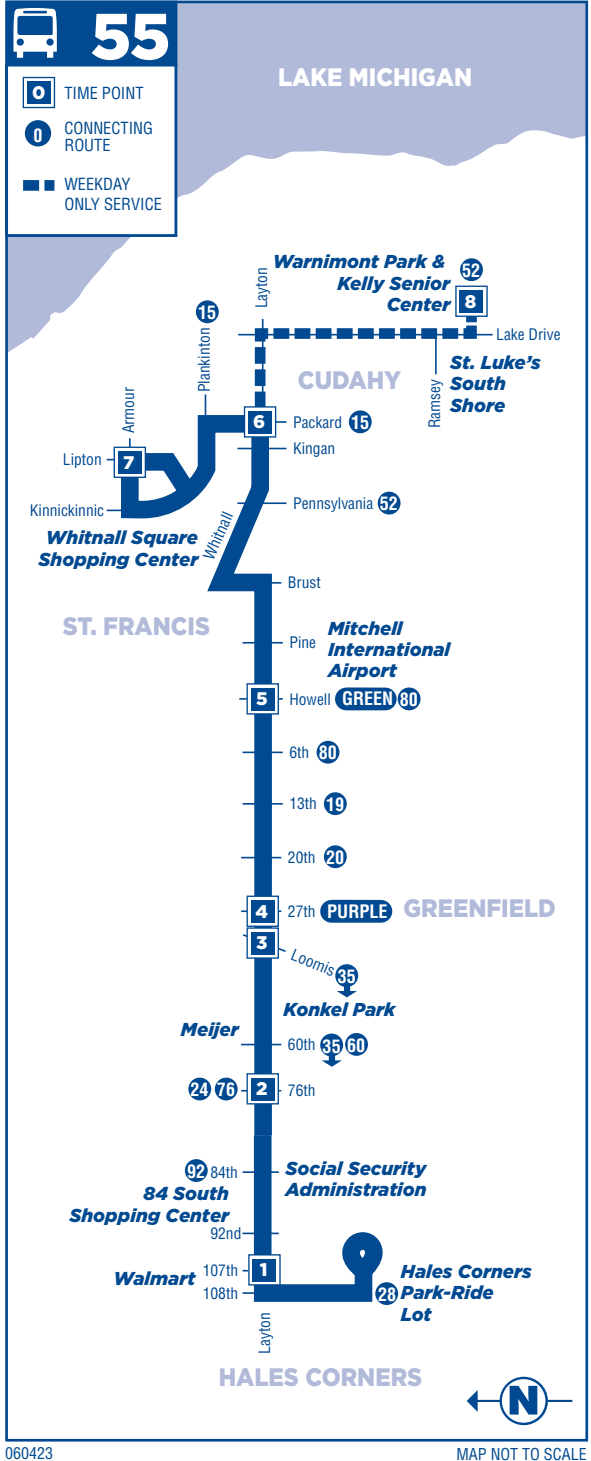 55
0 TIME POINT
0 CONNECTING
ROUTE
WEEKDAY
ONLY SERVICE
LAKE MICHIGAN
Warnimont Park &
Kelly Senior
Center
52
8
Layton
Lake Drive
Ramsey
St. Luke's
South
Shore
CUDAHY
15
Plankinton
Armour
6
Packard 15
Kingan
Lipton
7
Kinnickinnic
Pennsylvania 52
Whitnall Square
Shopping Center
Whitnall
Brust
ST. FRANCIS
Pine
Mitchell
International
Airport
5
Howell GREEN 80
6th 80
13th 19
20th 20
4
27th PURPLE
GREENFIELD
3
Loomis 35
Konkel Park
Meijer
60th 35 60
24 76
2
76th
92 84th
Social Security
Administration
84 South
Shopping Center
92nd
1
107th
Walmart
108th
28
Hales Corners
Park-Ride
Lot
Layton
HALES CORNERS
N
060423
MAP NOT TO SCALE